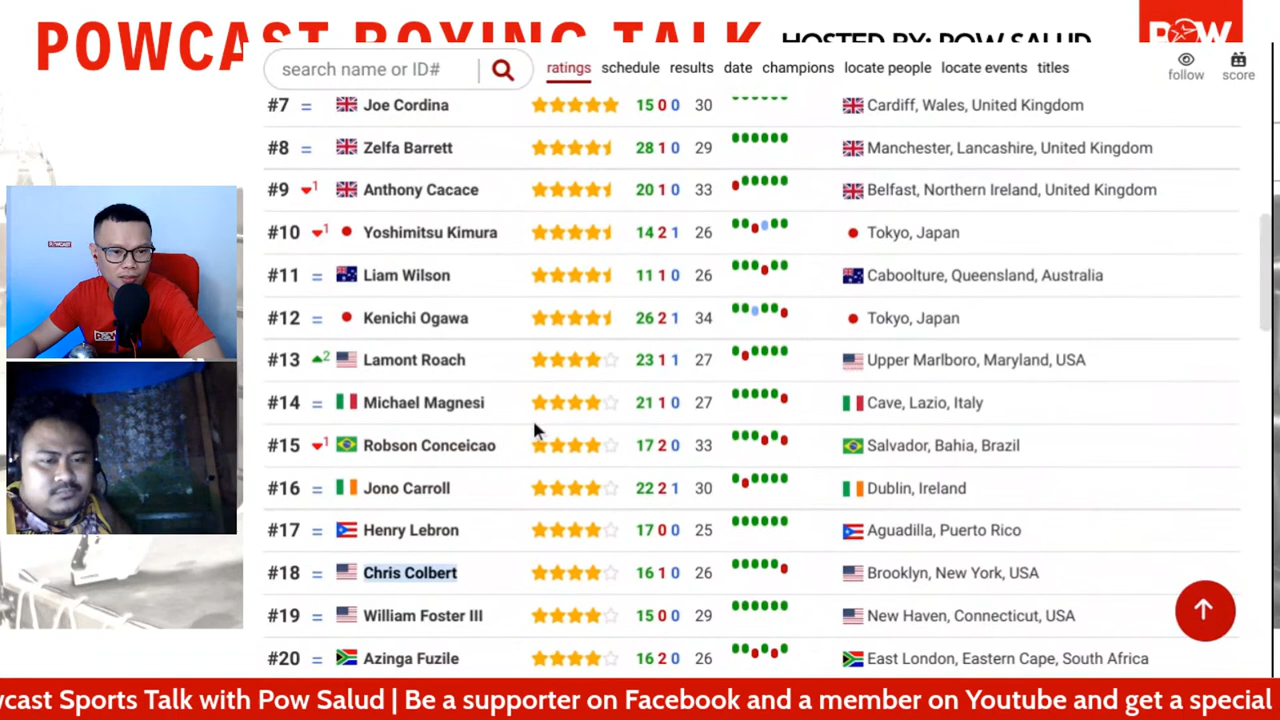 POWCAST BOXING TALK HOSTED BY: POW SALUD POW
search name or ID# ratings schedule results date champions locate people locate events titles follow score
#7 = Joe Cordina 15 0 0 30 Cardiff, Wales, United Kingdom
#8 = Zelfa Barrett 28 1 0 29 Manchester, Lancashire, United Kingdom
#9 1 Anthony Cacace 20 1 0 33 Belfast, Northern Ireland, United Kingdom
#10 1 Yoshimitsu Kimura 14 2 1 26 Tokyo, Japan
#11 = Liam Wilson 11 1 0 26 Caboolture, Queensland, Australia
#12 = Kenichi Ogawa 26 2 1 34 Tokyo, Japan
#13 2 Lamont Roach 23 1 1 27 Upper Marlboro, Maryland, USA
#14 = Michael Magnesi 21 1 0 27 Cave, Lazio, Italy
#15 1 Robson Conceicao 17 2 0 33 Salvador, Bahia, Brazil
#16 = Jono Carroll 22 2 1 30 Dublin, Ireland
#17 = Henry Lebron 17 0 0 25 Aguadilla, Puerto Rico
#18 = Chris Colbert 16 1 0 26 Brooklyn, New York, USA
#19 = William Foster III 15 0 0 29 New Haven, Connecticut, USA
#20 = Azinga Fuzile 16 2 0 26 East London, Eastern Cape, South Africa
wcast Sports Talk with Pow Salud | Be a supporter on Facebook and a member on Youtube and get a special